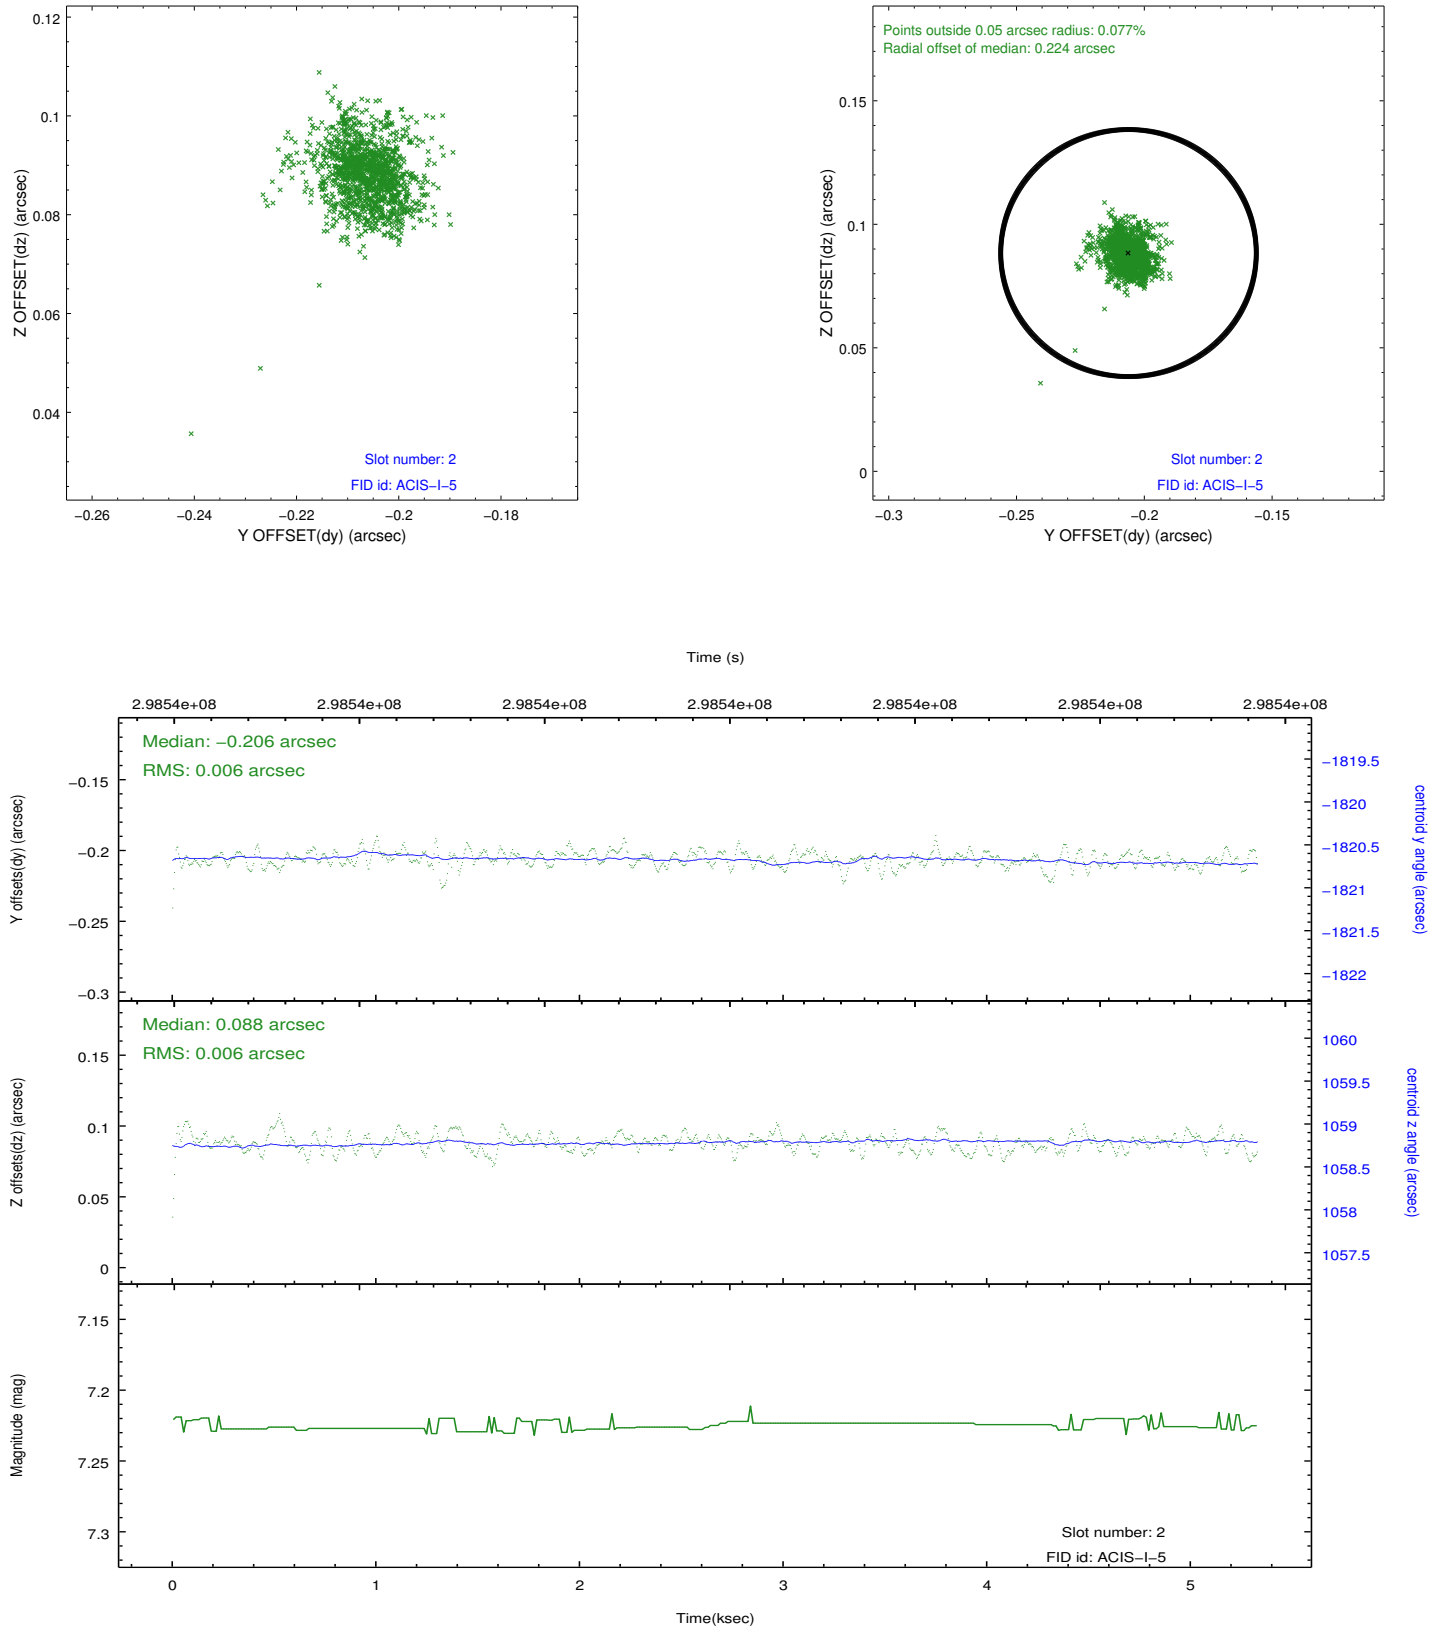 0.12
0.1
0.08
0.06
0.04
Z OFFSET(dz) (arcsec)
Slot number: 2
FID id: ACIS−I−5
−0.26 −0.24 −0.22 −0.2 −0.18
Y OFFSET(dy) (arcsec)
Points outside 0.05 arcsec radius: 0.077%
Radial offset of median: 0.224 arcsec
0.15
0.1
0.05
0
Z OFFSET(dz) (arcsec)
Slot number: 2
FID id: ACIS−I−5
−0.3 −0.25 −0.2 −0.15
Y OFFSET(dy) (arcsec)
Time (s)
2.9854e+08 2.9854e+08 2.9854e+08 2.9854e+08 2.9854e+08 2.9854e+08 2.9854e+08
Median: −0.206 arcsec
RMS: 0.006 arcsec
−0.15
−0.2
−0.25
−0.3
Y offsets(dy) (arcsec)
−1819.5
−1820
−1820.5
−1821
−1821.5
−1822
centroid y angle (arcsec)
Median: 0.088 arcsec
RMS: 0.006 arcsec
0.15
0.1
0.05
0
Z offsets(dz) (arcsec)
1060
1059.5
1059
1058.5
1058
1057.5
centroid z angle (arcsec)
7.15
7.2
7.25
7.3
Magnitude (mag)
Slot number: 2
FID id: ACIS−I−5
0 1 2 3 4 5
Time(ksec)